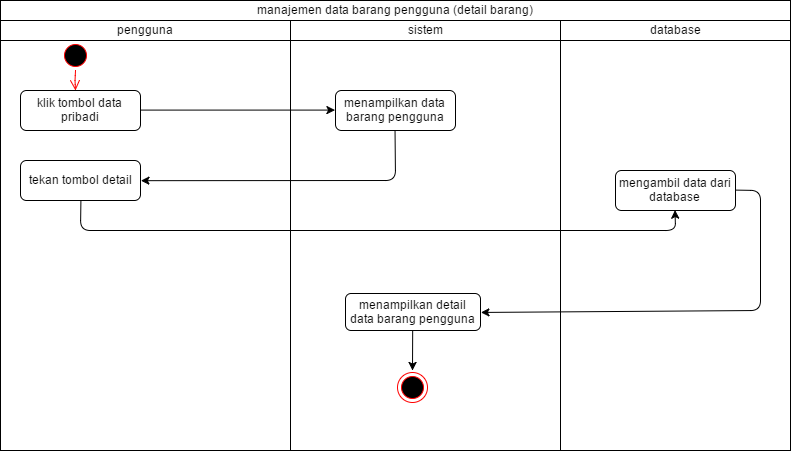 manajemen data barang pengguna (detail barang)
pengguna
sistem
database
klik tombol data
pribadi
menampilkan data
barang pengguna
tekan tombol detail
mengambil data dari
database
menampilkan detail
data barang pengguna